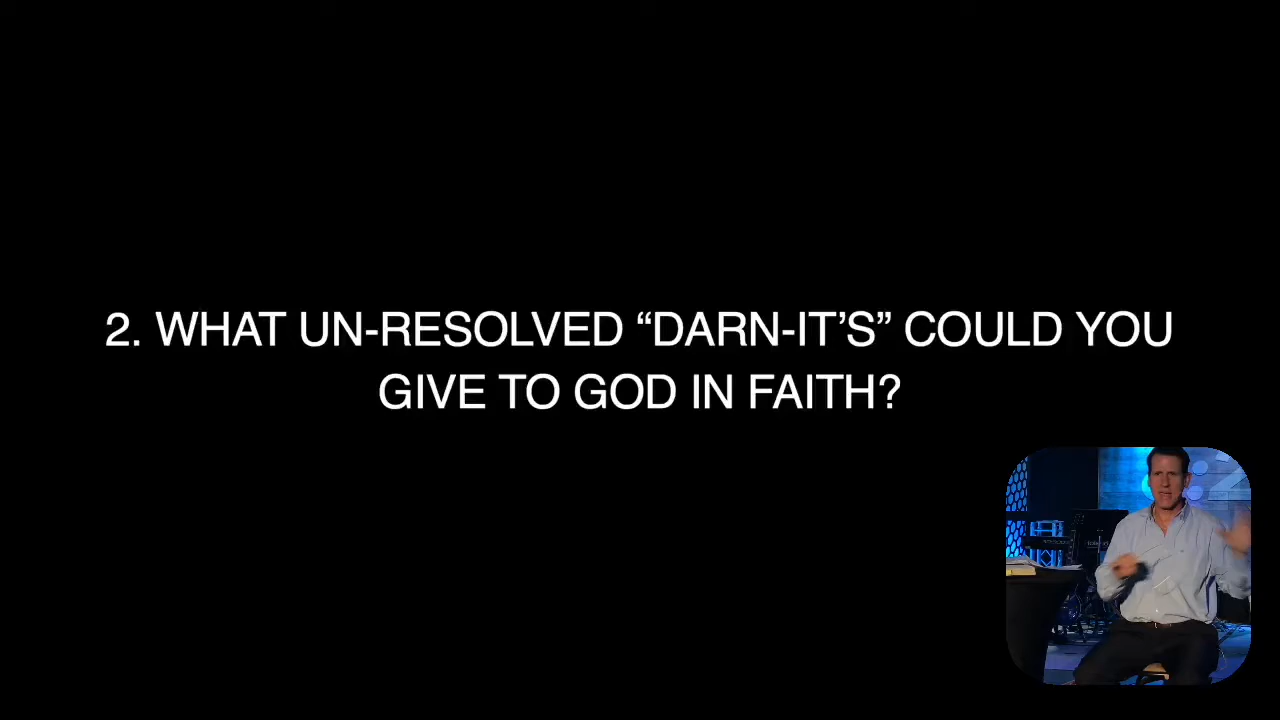 2. WHAT UN-RESOLVED “DARN-IT’S” COULD YOU
GIVE TO GOD IN FAITH?